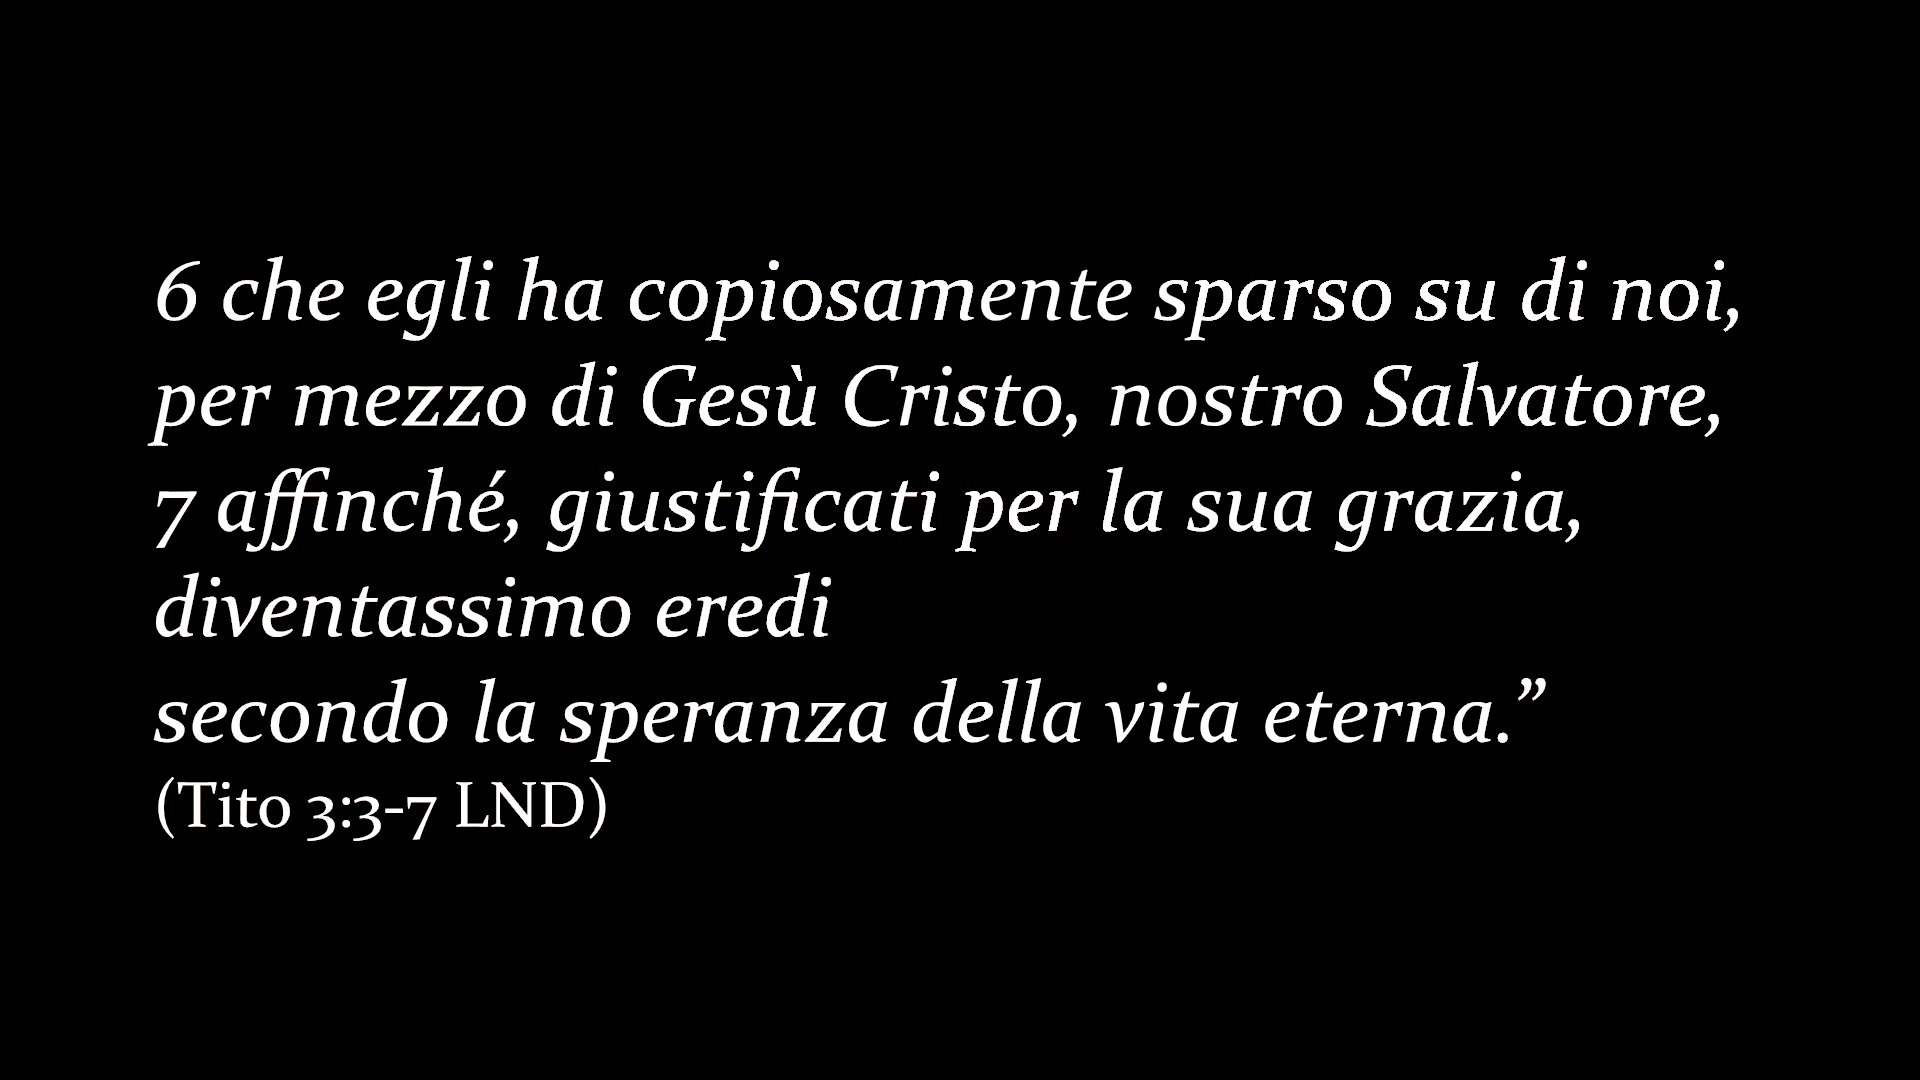 6 che egli ha copiosamente sparso su di noi,
per mezzo di Gesù Cristo, nostro Salvatore,
7 affinché, giustificati per la sua grazia,
diventassimo eredi
secondo la speranza della vita eterna.”
(Tito 3:3-7 LND)